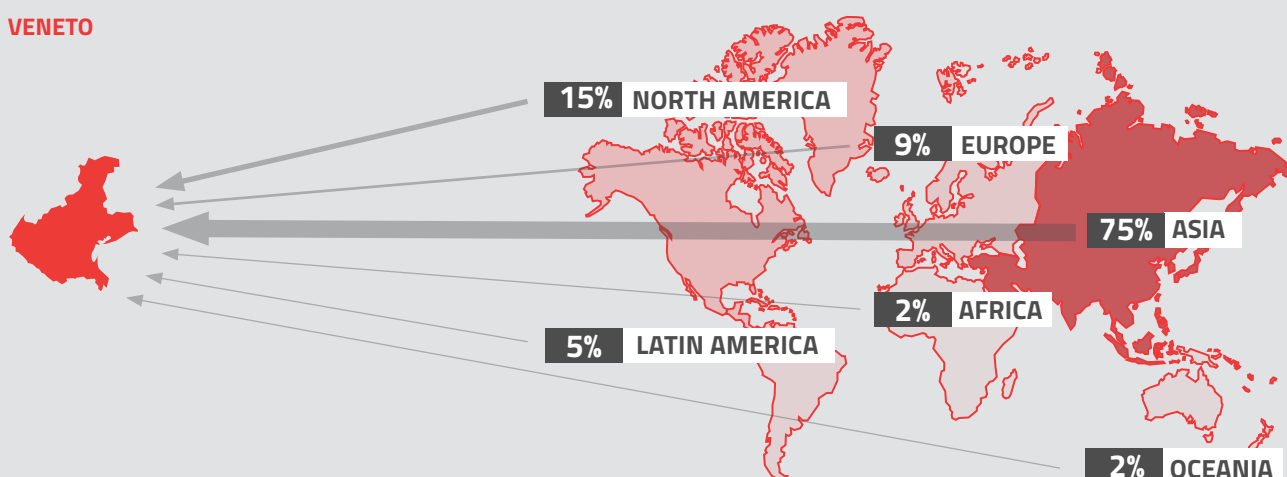 VENETO
15% NORTH AMERICA
9% EUROPE
75% ASIA
2% AFRICA
5% LATIN AMERICA
2% OCEANIA